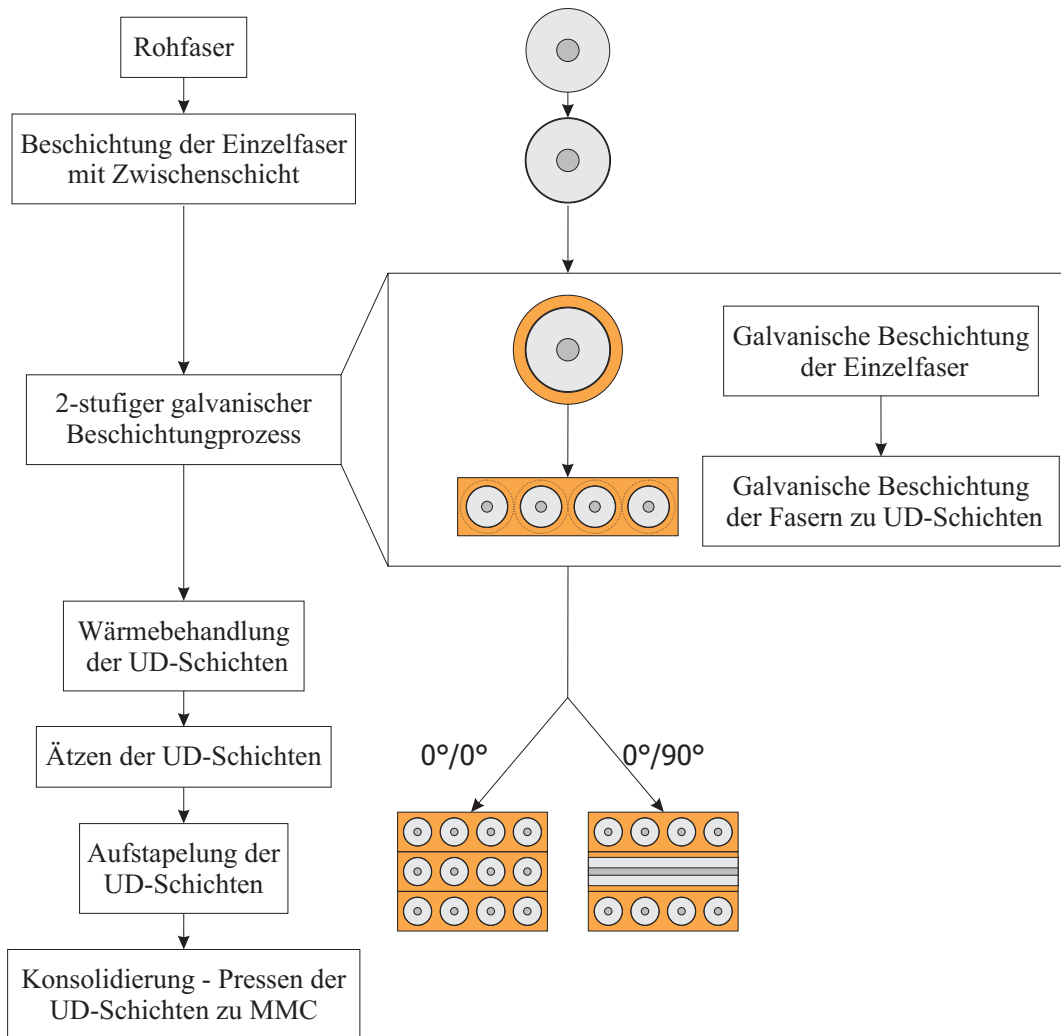 Rohfaser
Beschichtung der Einzelfaser
mit Zwischenschicht
2-stufiger galvanischer
Beschichtungprozess
Galvanische Beschichtung
der Einzelfaser
Galvanische Beschichtung
der Fasern zu UD-Schichten
Wärmebehandlung
der UD-Schichten
Ätzen der UD-Schichten
Aufstapelung der
UD-Schichten
Konsolidierung - Pressen der
UD-Schichten zu MMC
0°/0°
0°/90°